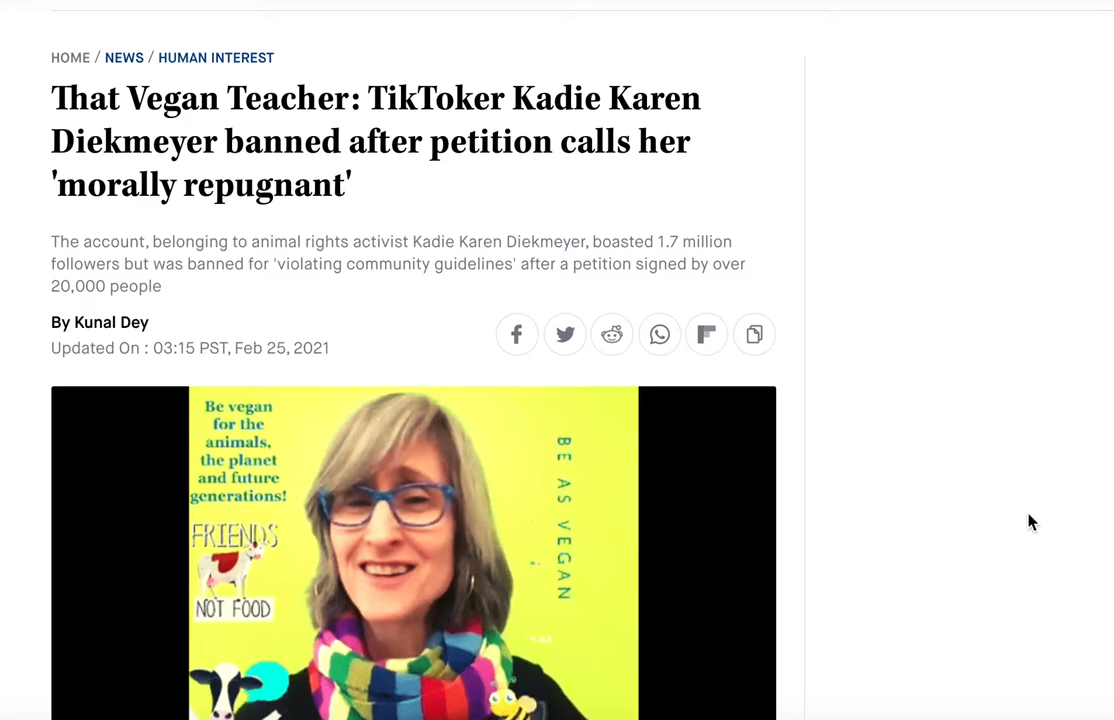 HOME / NEWS / HUMAN INTEREST
That Vegan Teacher: TikToker Kadie Karen
Diekmeyer banned after petition calls her
'morally repugnant'
The account, belonging to animal rights activist Kadie Karen Diekmeyer, boasted 1.7 million
followers but was banned for 'violating community guidelines' after a petition signed by over
20,000 people
By Kunal Dey
Updated On : 03:15 PST, Feb 25, 2021
Be vegan
for the
animals,
the planet
and future
generations!
FRIENDS
NOT FOOD
BE AS VEGAN